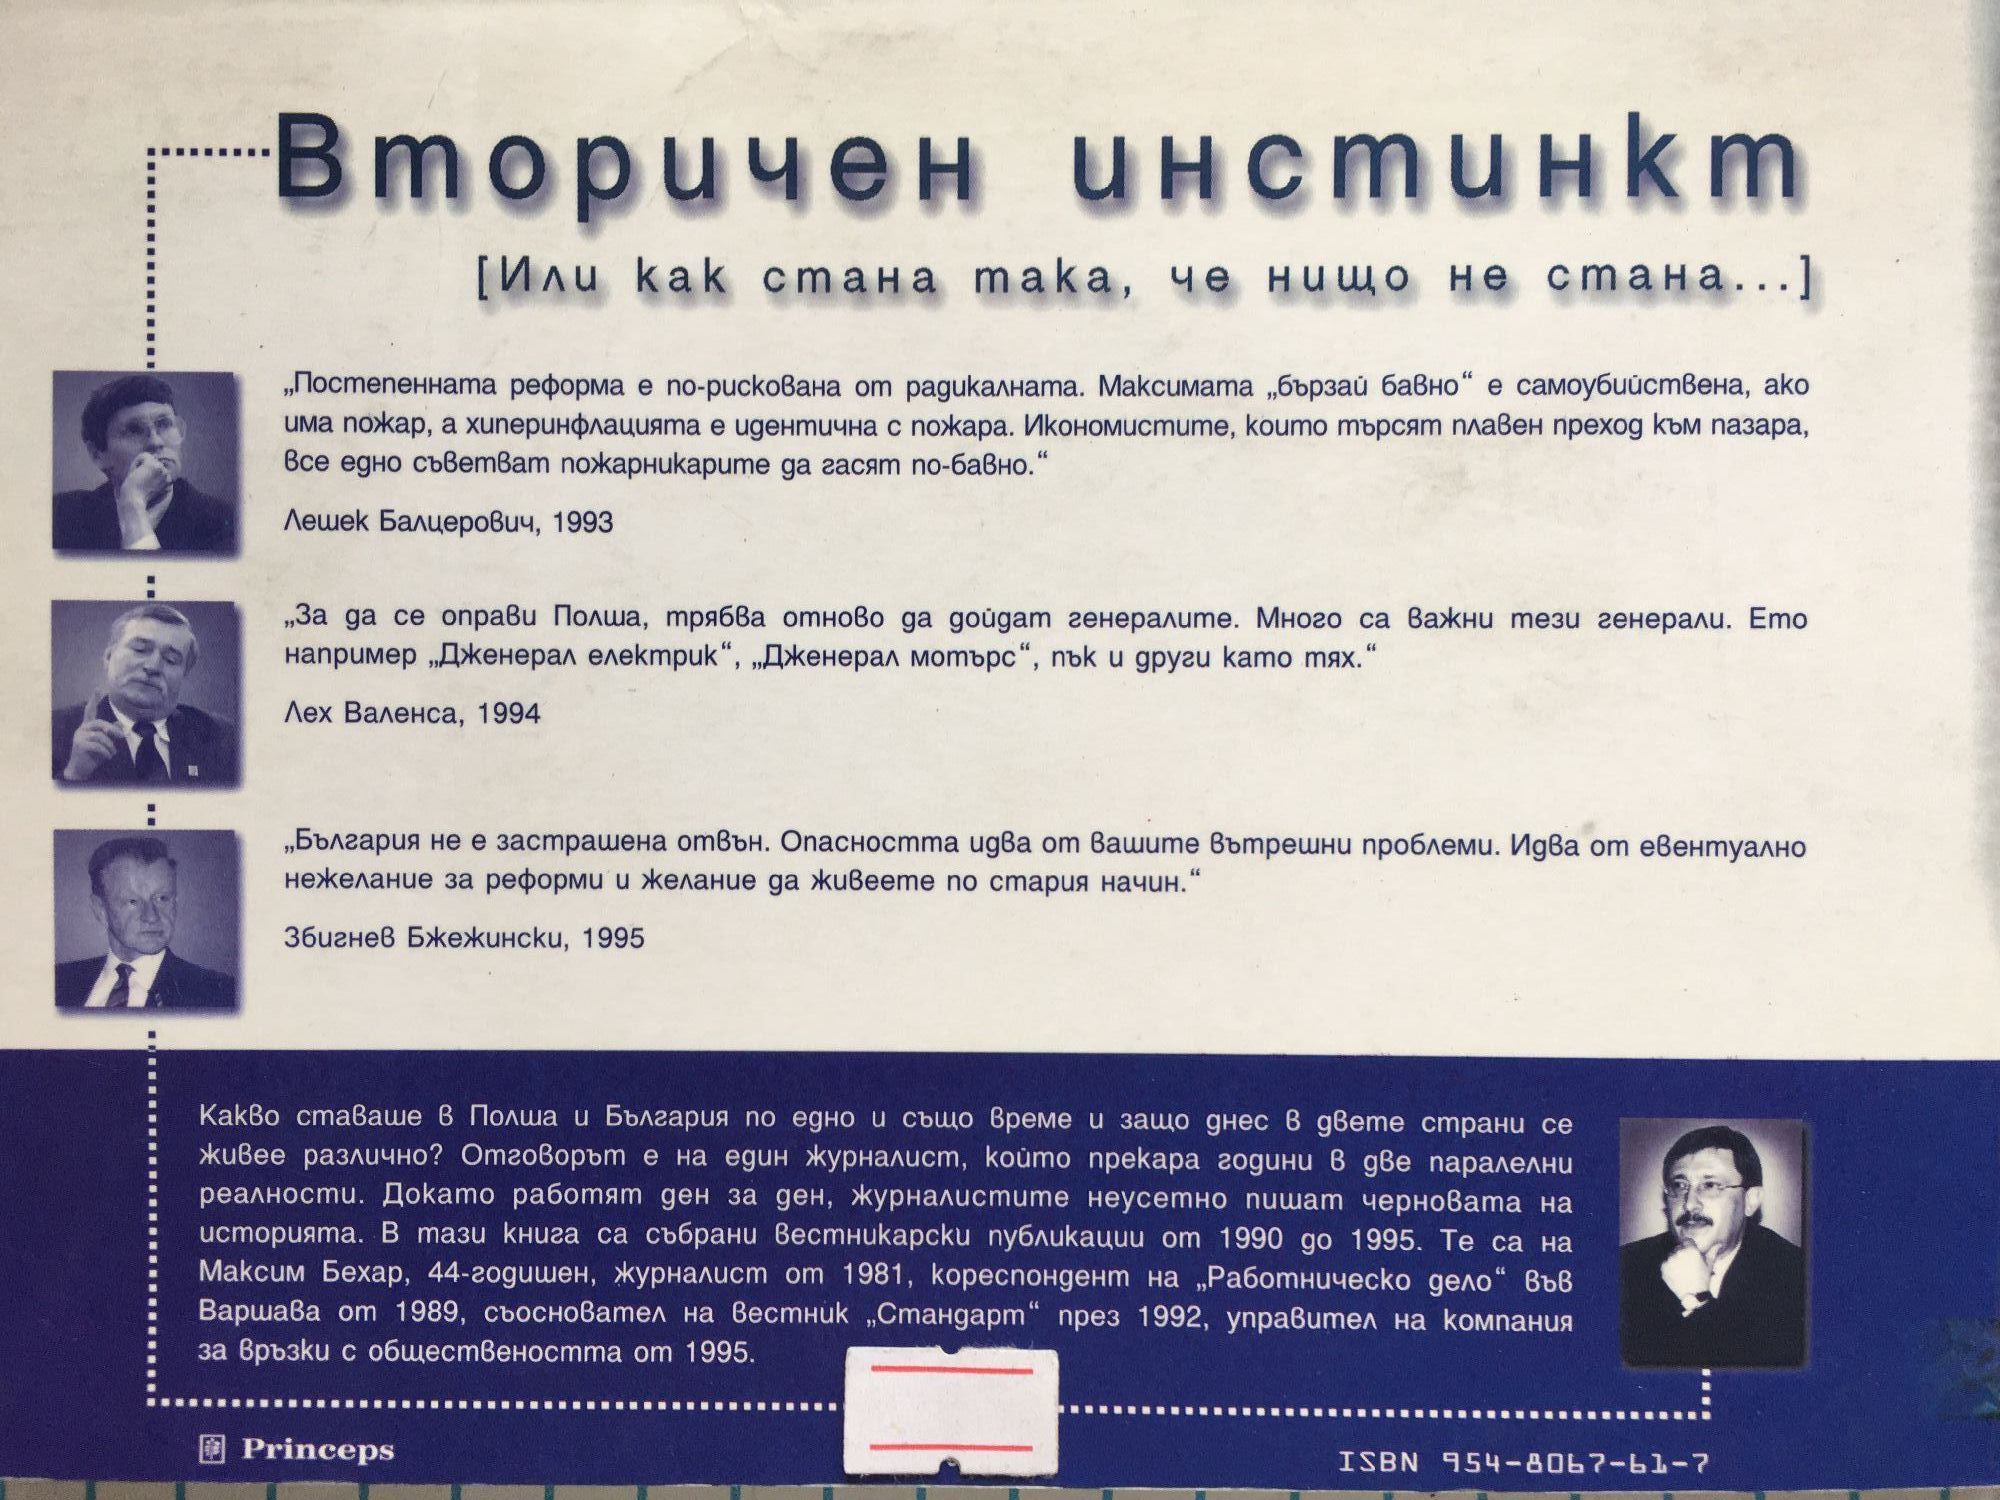 Вторичен инстинкт
[Или как стана така, че нищо не стана...]
„Постепенната реформа е по-рискована от радикалната. Максимата „бързай бавно“ е самоубийствена, ако
има пожар, а хиперинфлацията е идентична с пожара. Икономистите, които търсят плавен преход към пазара,
все едно съветват пожарникарите да гасят по-бавно.“
Лешек Балцерович, 1993
„За да се оправи Полша, трябва отново да дойдат генералите. Много са важни тези генерали. Ето
например „Дженерал електрик“, „Дженерал мотърс“, пък и други като тях.“
Лех Валенса, 1994
„България не е застрашена отвън. Опасността идва от вашите вътрешни проблеми. Идва от евентуално
нежелание за реформи и желание да живеете по стария начин.“
Збигнев Бжежински, 1995
Какво ставаше в Полша и България по едно и също време и защо днес в двете страни се
живее различно? Отговорът е на един журналист, който прекара години в две паралелни
реалности. Докато работят ден за ден, журналистите неусетно пишат черновата на
историята. В тази книга са събрани вестникарски публикации от 1990 до 1995. Те са на
Максим Бехар, 44-годишен, журналист от 1981, кореспондент на „Работническо дело“ във
Варшава от 1989, съосновател на вестник „Стандарт“ през 1992, управител на компания
за връзки с обществеността от 1995.
Princeps
ISBN 954-8067-61-7